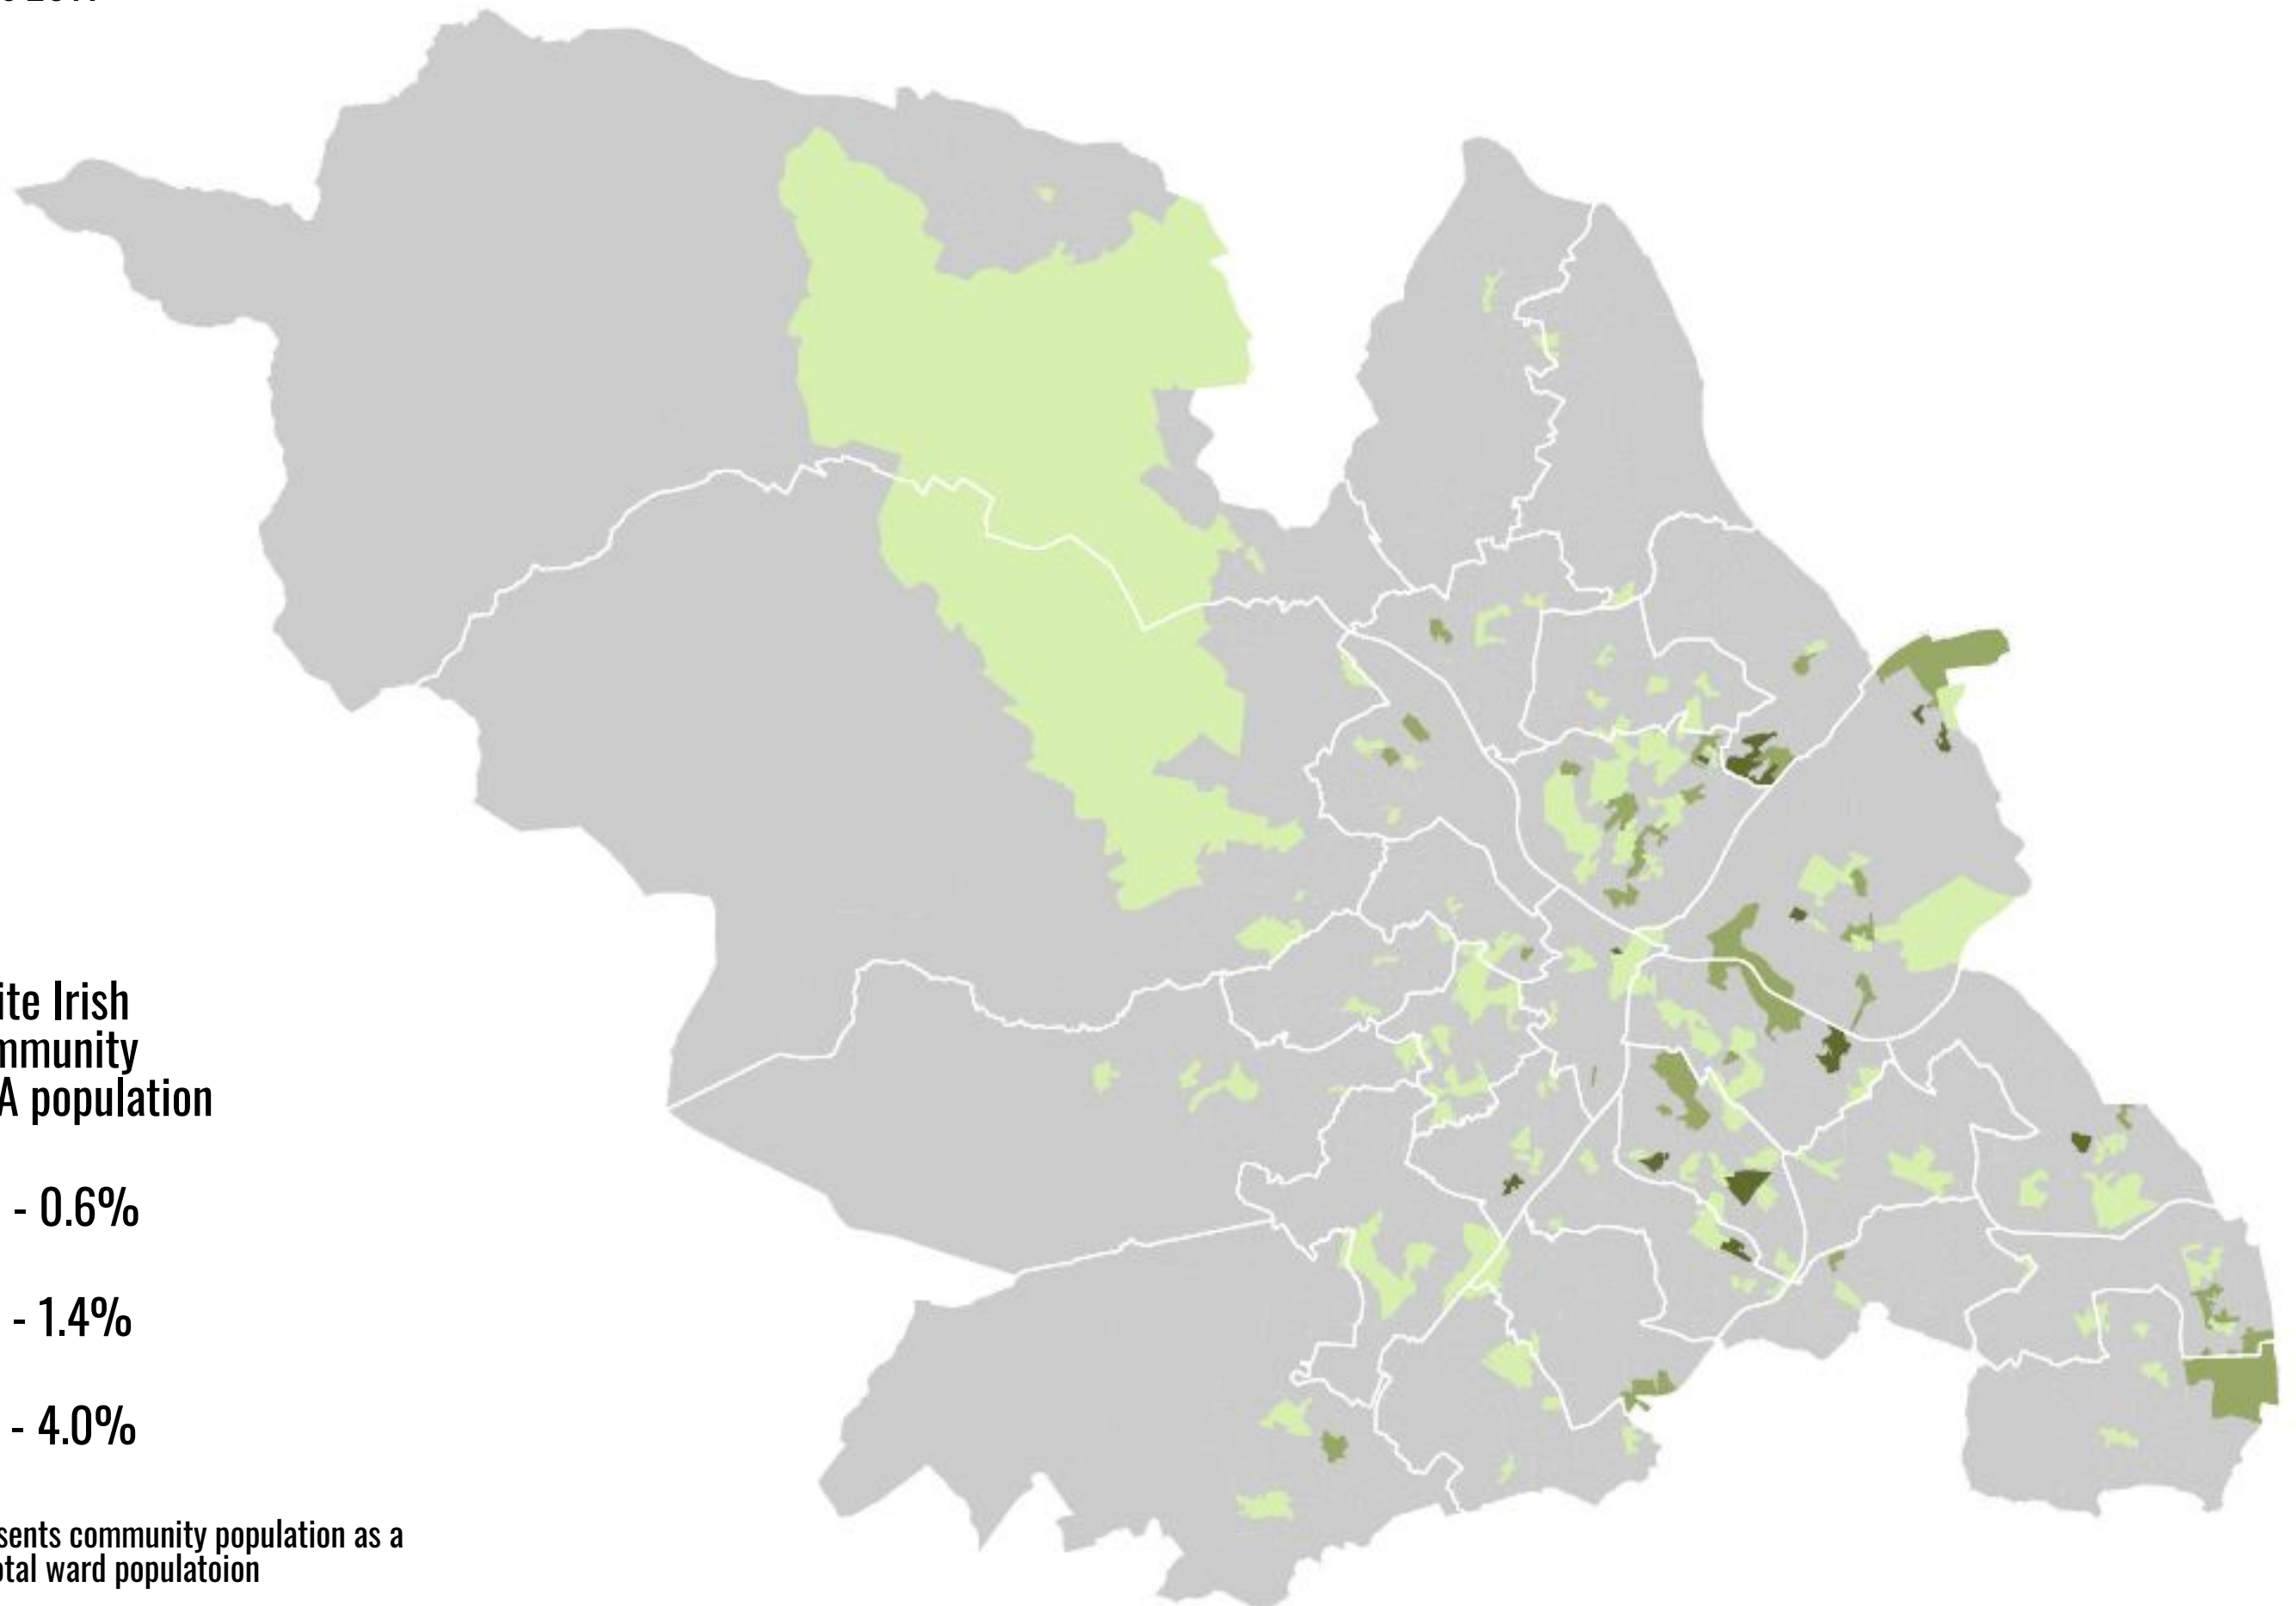 ite Irish
mmunity
A population
- 0.6%
- 1.4%
- 4.0%
sents community population as a
otal ward populatoion